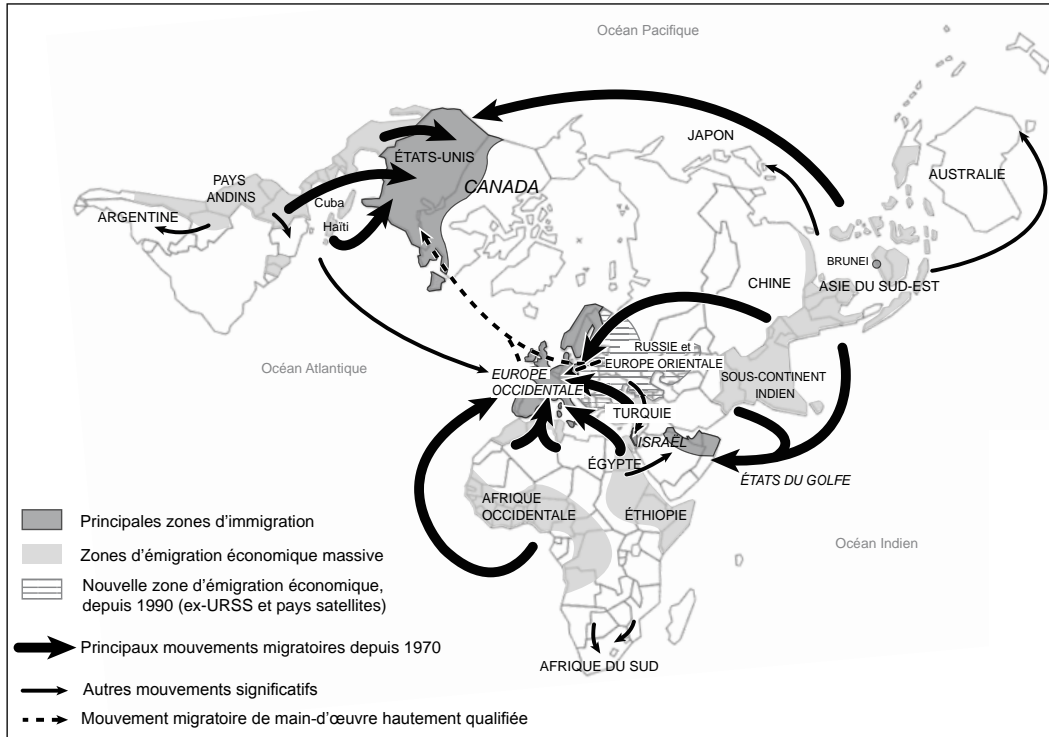 Océan Pacifique
JAPON
ÉTATS-UNIS
CANADA
AUSTRALIE
PAYS
ANDINS
Cuba
Haïti
ARGENTINE
BRUNEI
ASIE DU SUD-EST
CHINE
Océan Atlantique
RUSSIE et
EUROPE ORIENTALE
EUROPE
OCCIDENTALE
SOUS-CONTINENT
INDIEN
TURQUIE
ISRAËL
ÉGYPTE
ÉTATS DU GOLFE
AFRIQUE
OCCIDENTALE
ÉTHIOPIE
Océan Indien
AFRIQUE DU SUD
Principales zones d'immigration
Zones d'émigration économique massive
Nouvelle zone d'émigration économique,
depuis 1990 (ex-URSS et pays satellites)
Principaux mouvements migratoires depuis 1970
Autres mouvements significatifs
Mouvement migratoire de main-d'œuvre hautement qualifiée